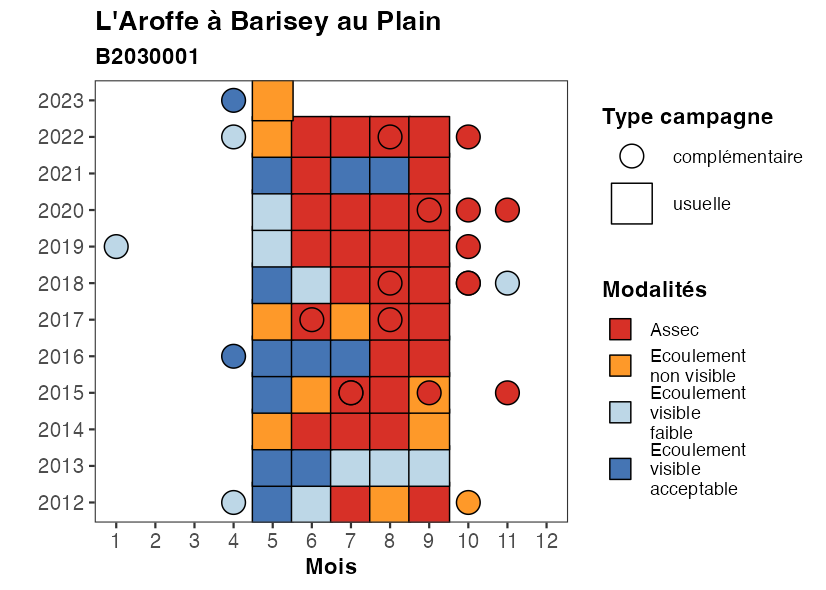 L'Aroffe à Barisey au Plain
B2030001
2023
2022
2021
2020
2019
2018
2017
2016
2015
2014
2013
2012
1 2 3 4 5 6 7 8 9 10 11 12
Mois
Type campagne
complémentaire
usuelle
Modalités
Assec
Ecoulement
non visible
Ecoulement
visible
faible
Ecoulement
visible
acceptable